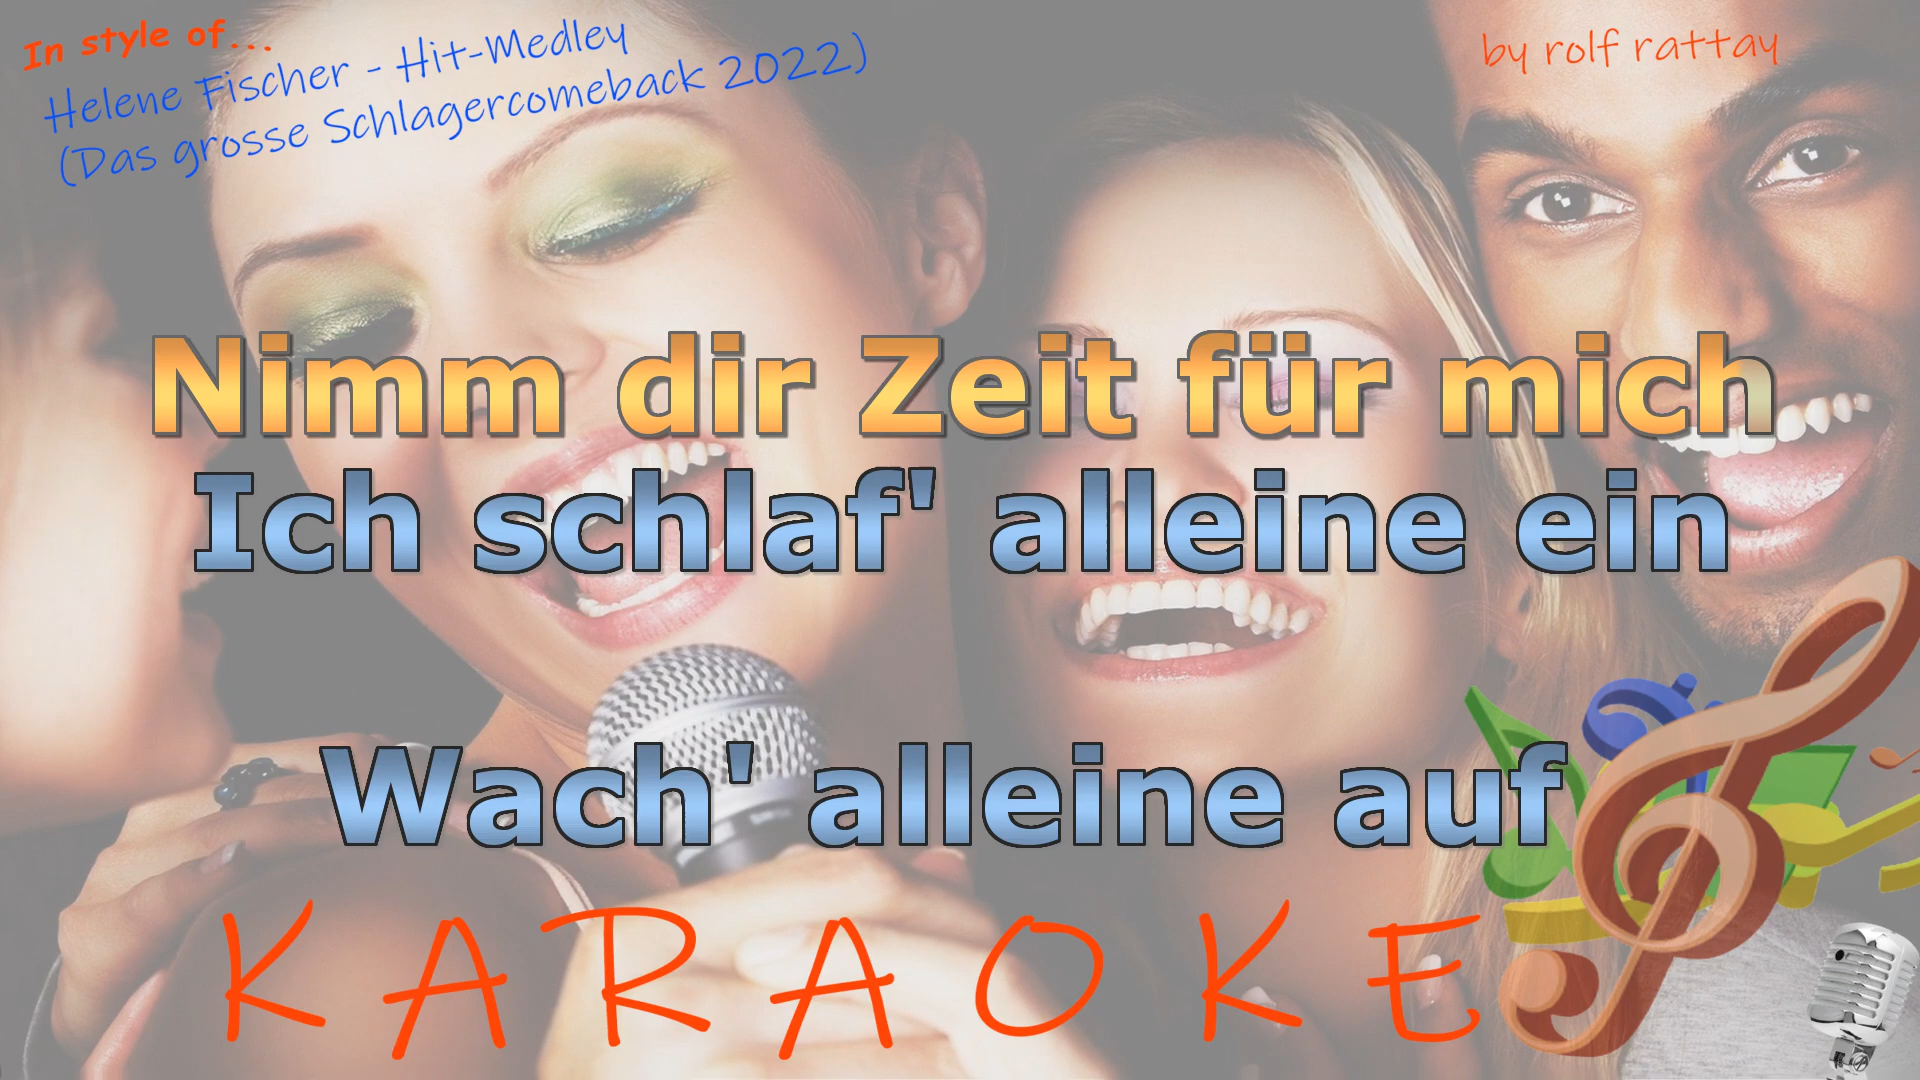 In style of...
Helene Fischer - Hit-Medley
(Das grosse Schlagercomeback 2022)
by rolf rattay
Nimm dir Zeit für mich
Ich schlaf' alleine ein
Wach' alleine auf
KARAOKE